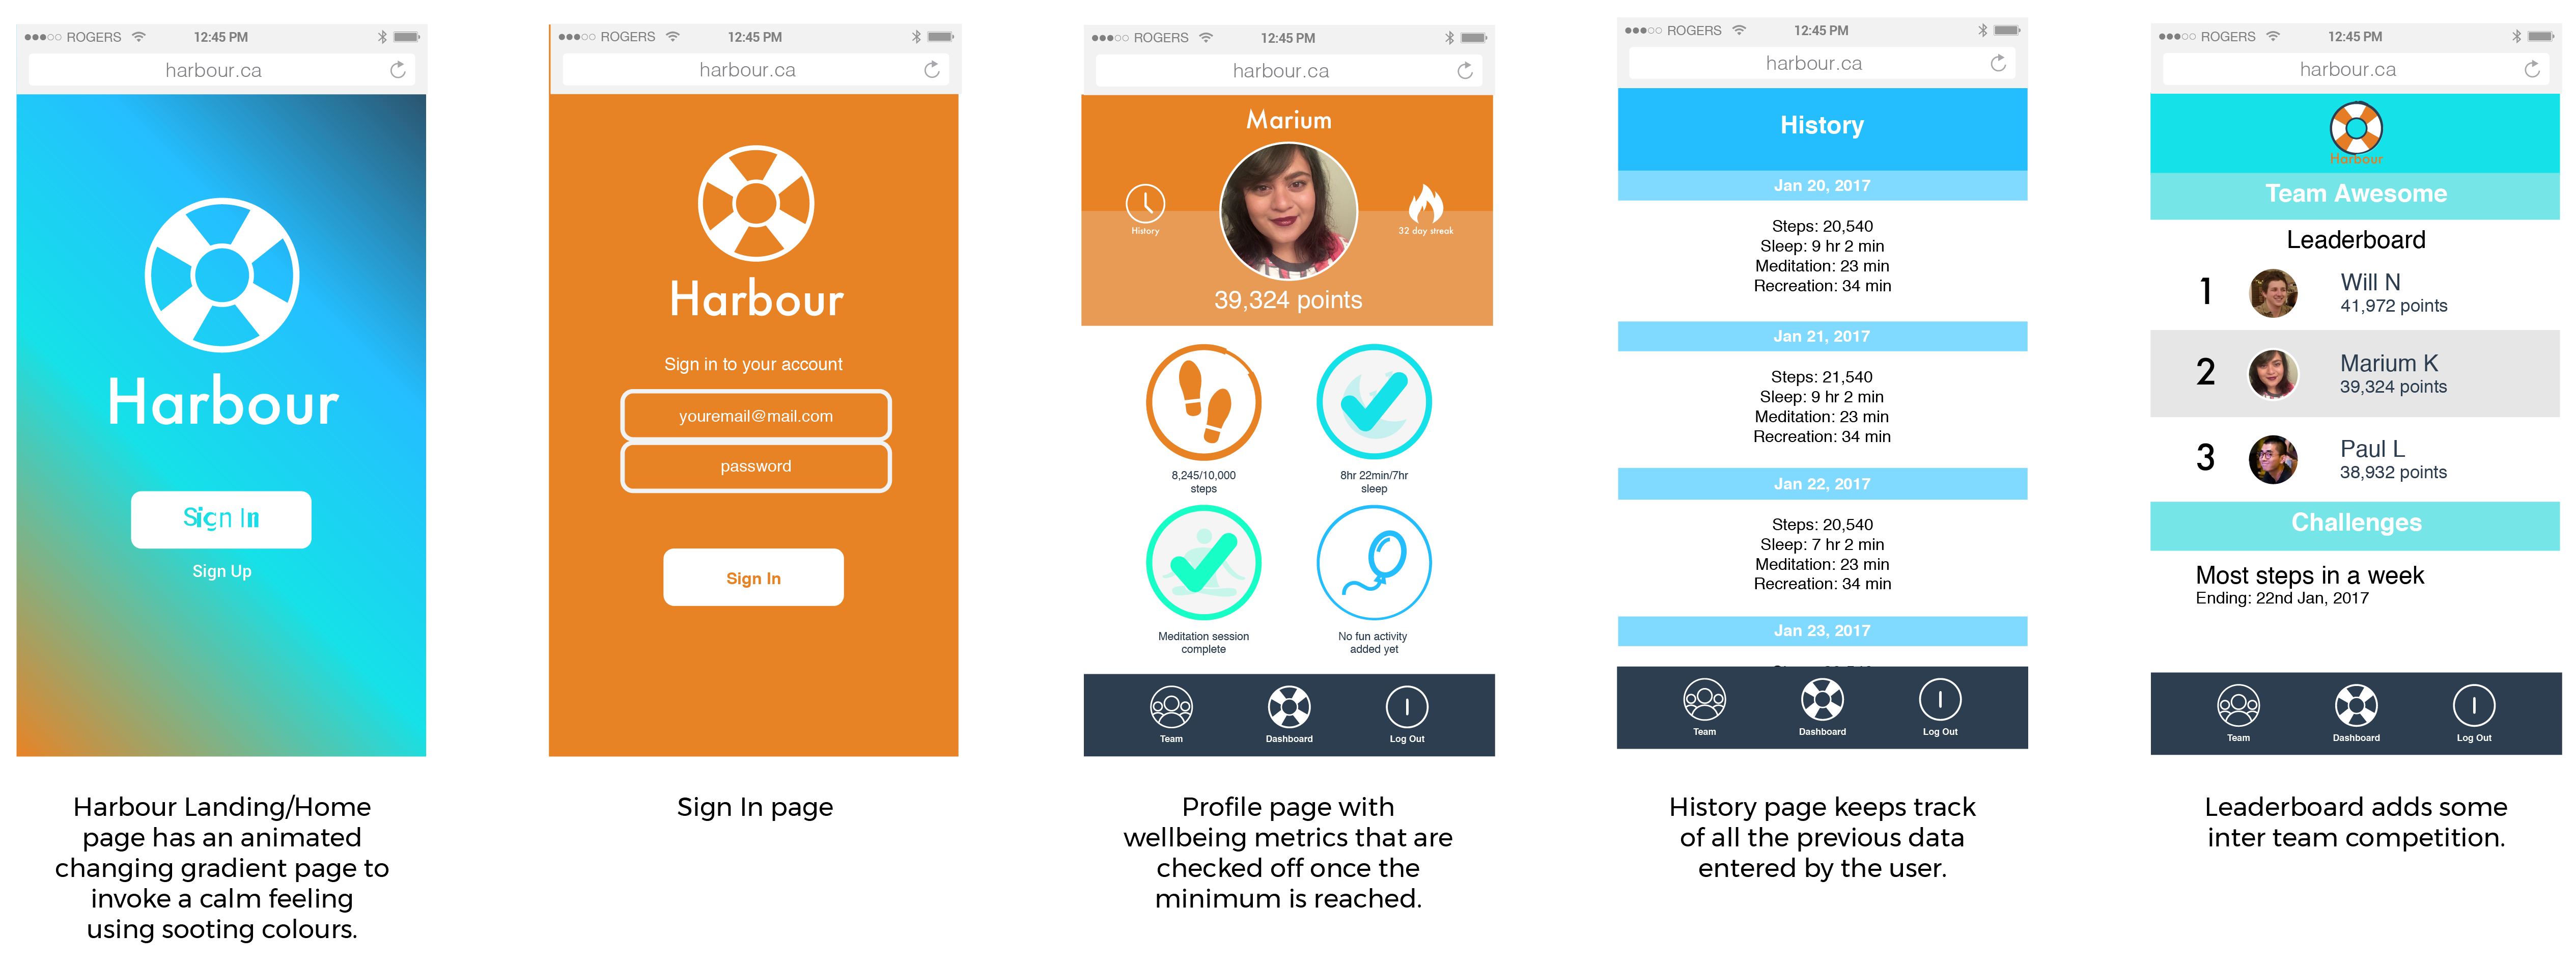 ROGERS 12:45 PM
harbour.ca
Harbour
Sign In
Sign Up
Harbour Landing/Home
page has an animated
changing gradient page to
invoke a calm feeling
using sooting colours.
ROGERS 12:45 PM
harbour.ca
Harbour
Sign in to your account
youremail@mail.com
password
Sign In
Sign In page
ROGERS 12:45 PM
harbour.ca
Marium
History
32 day streak
39,324 points
8,245/10,000
steps
8hr 22min/7hr
sleep
Meditation session
complete
No fun activity
added yet
Team Dashboard Log Out
Profile page with
wellbeing metrics that are
checked off once the
minimum is reached.
ROGERS 12:45 PM
harbour.ca
History
Jan 20, 2017
Steps: 20,540
Sleep: 9 hr 2 min
Meditation: 23 min
Recreation: 34 min
Jan 21, 2017
Steps: 21,540
Sleep: 9 hr 2 min
Meditation: 23 min
Recreation: 34 min
Jan 22, 2017
Steps: 20,540
Sleep: 7 hr 2 min
Meditation: 23 min
Recreation: 34 min
Jan 23, 2017
Team Dashboard Log Out
History page keeps track
of all the previous data
entered by the user.
ROGERS 12:45 PM
harbour.ca
Harbour
Team Awesome
Leaderboard
1 Will N
41,972 points
2 Marium K
39,324 points
3 Paul L
38,932 points
Challenges
Most steps in a week
Ending: 22nd Jan, 2017
Team Dashboard Log Out
Leaderboard adds some
inter team competition.